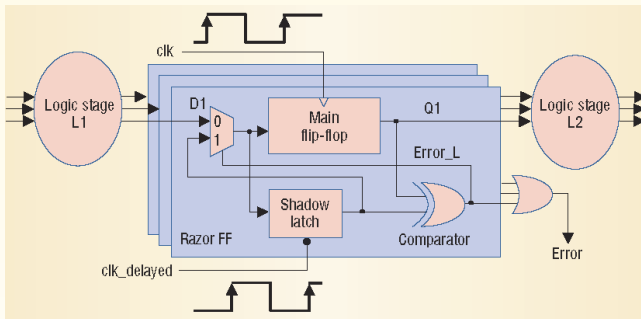 clk
Logic stage
L1
D1
0
1
Main
flip-flop
Q1
Logic stage
L2
Error_L
Shadow
latch
Razor FF
Comparator
clk_delayed
Error